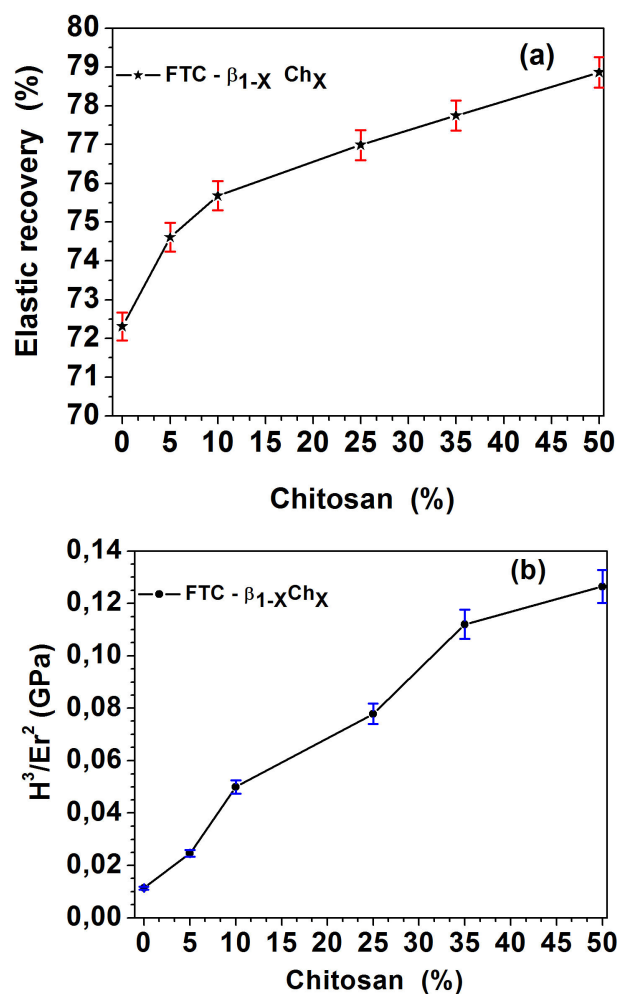 (a)
FTC - β1-X ChX
Elastic recovery (%)
80
79
78
77
76
75
74
73
72
71
70
0 5 10 15 20 25 30 35 40 45 50
Chitosan (%)
(b)
FTC - β1-XChX
H³/Er² (GPa)
0,14
0,12
0,10
0,08
0,06
0,04
0,02
0,00
0 5 10 15 20 25 30 35 40 45 50
Chitosan (%)